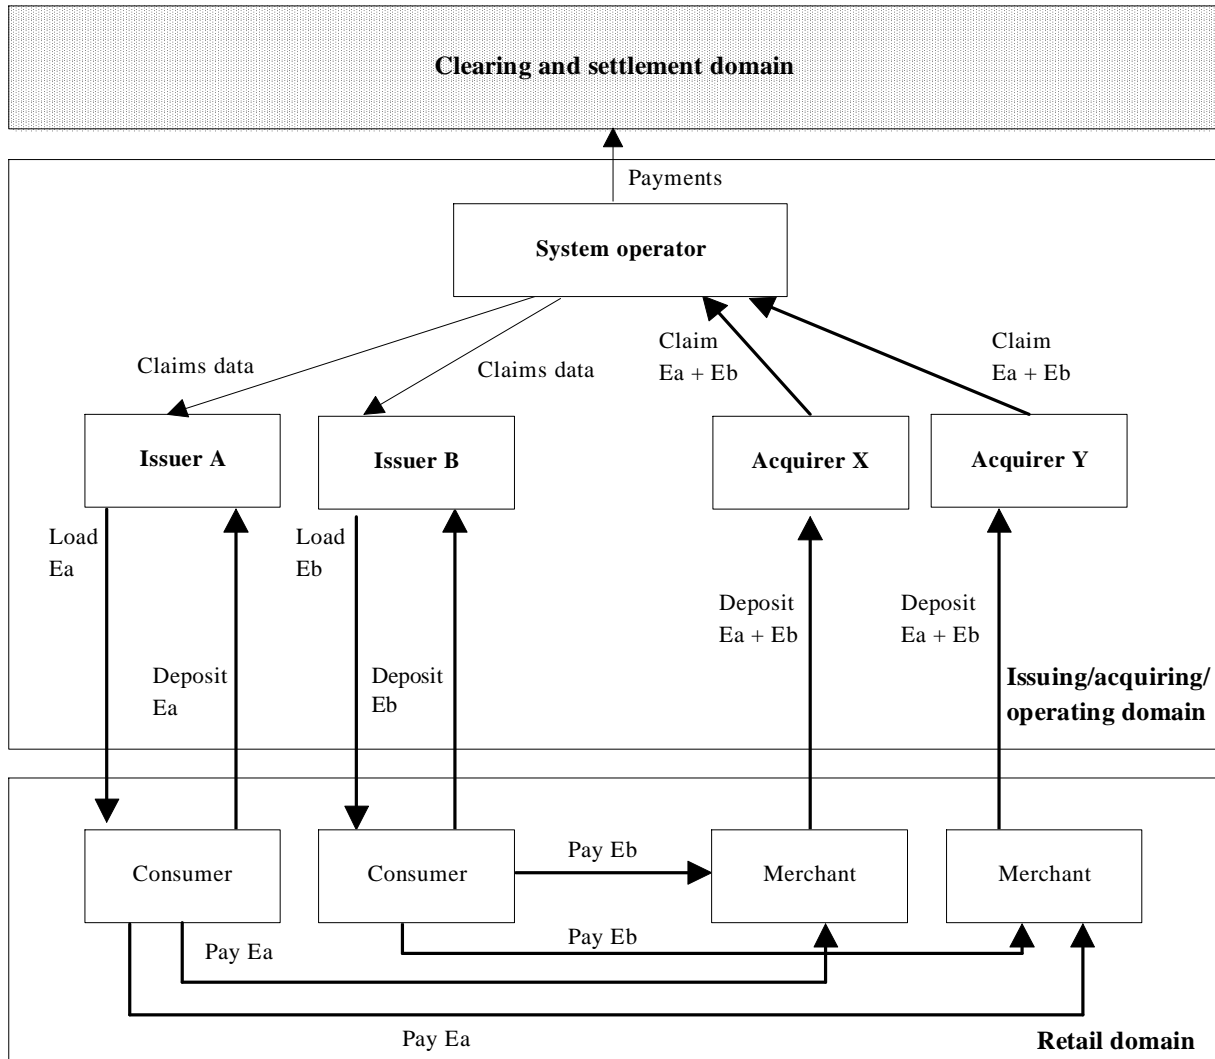 Clearing and settlement domain
Payments
System operator
Claims data
Claims data
Claim
Ea + Eb
Claim
Ea + Eb
Issuer A
Issuer B
Acquirer X
Acquirer Y
Load
Ea
Load
Eb
Deposit
Ea
Deposit
Eb
Deposit
Ea + Eb
Deposit
Ea + Eb
Issuing/acquiring/
operating domain
Consumer
Consumer
Pay Eb
Merchant
Merchant
Pay Ea
Pay Eb
Pay Ea
Retail domain